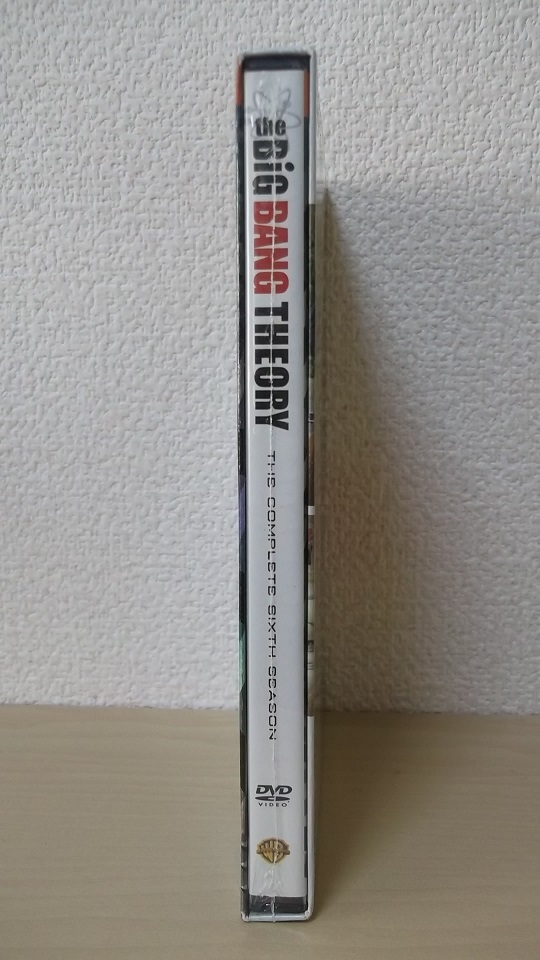 the BiG BANG THEORY
THE COMPLETE SIXTH SEASON
DVD
VIDEO